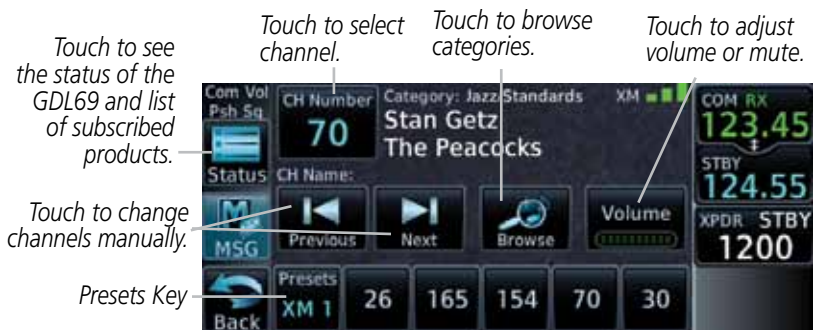 Touch to see
the status of the
GDL69 and list
of subscribed
products.
Touch to select
channel.
Touch to browse
categories.
Touch to adjust
volume or mute.
Com Vol
Psh Sq
CH Number
70
Category: Jazz/Standards
XM
Stan Getz
The Peacocks
COM RX
123.45
STBY
124.55
Status
CH Name:
Touch to change
channels manually.
MSG
Previous
Next
Browse
Volume
XPDR STBY
1200
Presets Key
Back
Presets
XM 1
26
165
154
70
30